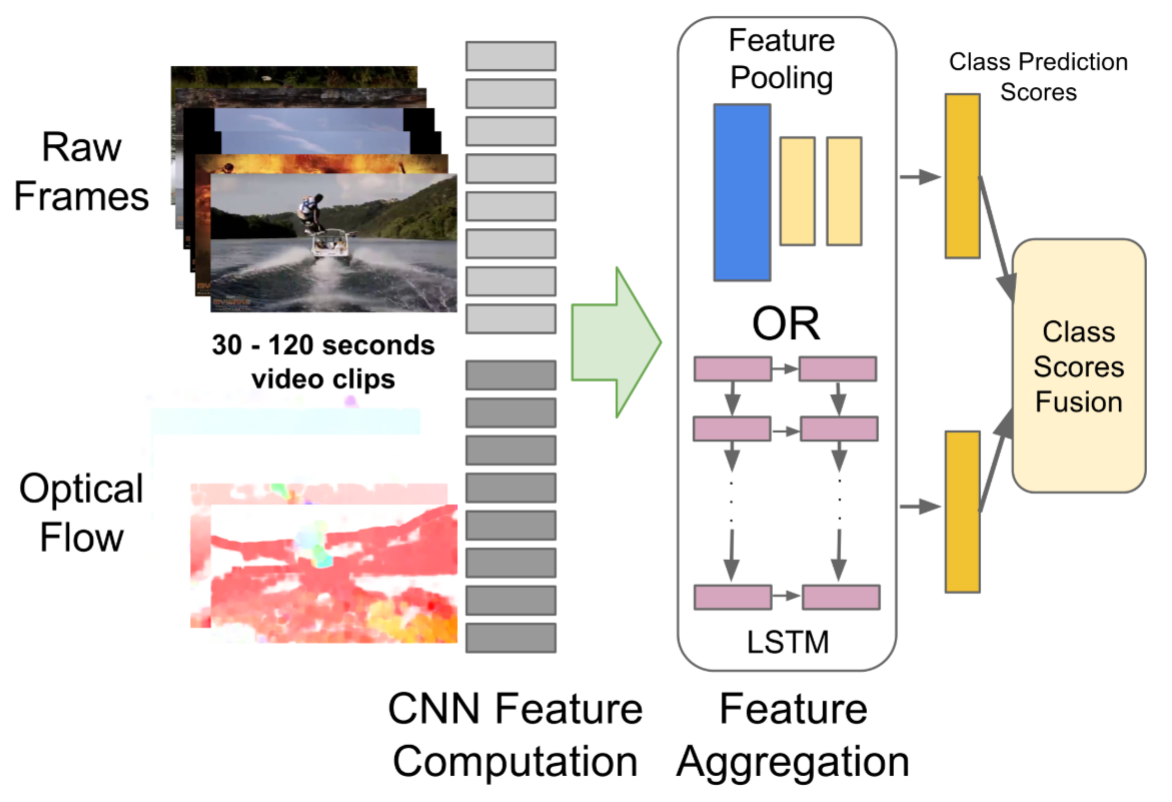 Raw
Frames
30 - 120 seconds
video clips
Optical
Flow
CNN Feature
Computation
Feature
Pooling
OR
LSTM
Feature
Aggregation
Class Prediction
Scores
Class
Scores
Fusion